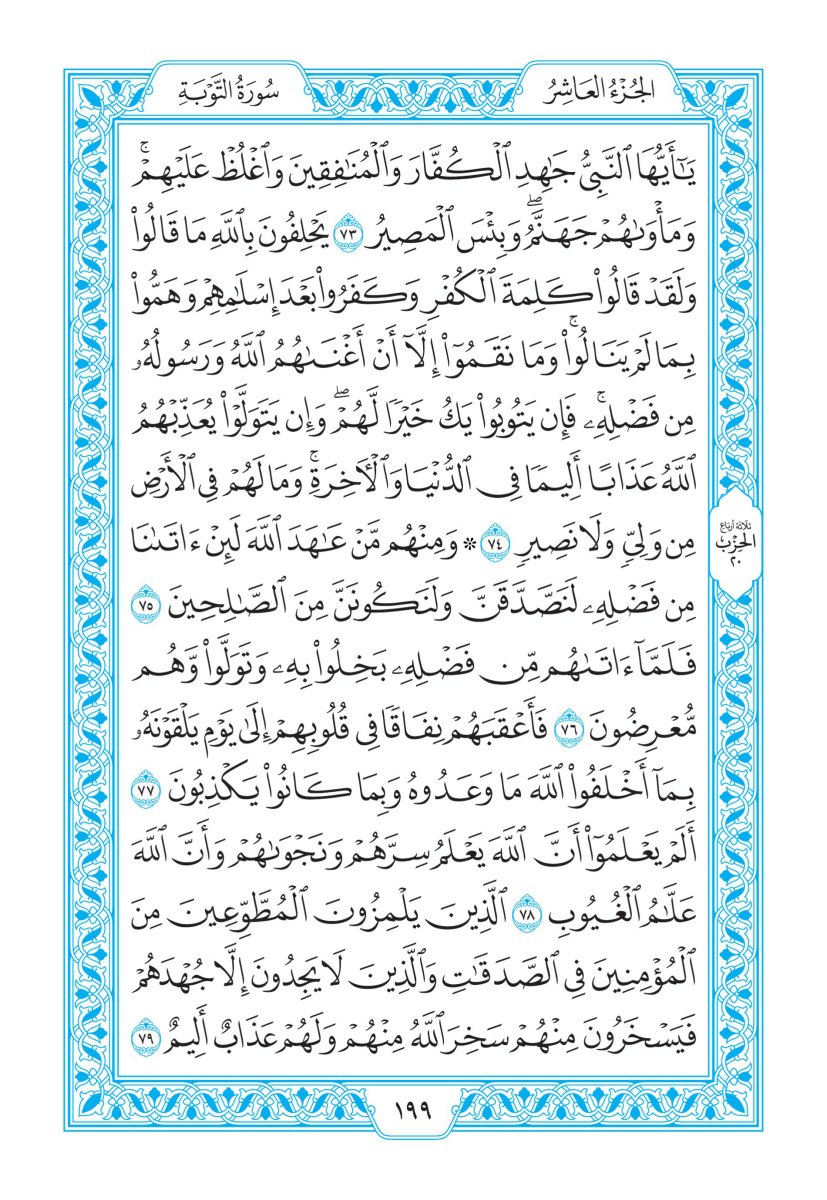 الجُزْءُ العَاشِرُ
سُورَةُ التَّوْبَةِ
يَٰٓأَيُّهَا ٱلنَّبِيُّ جَٰهِدِ ٱلْكُفَّارَ وَٱلْمُنَٰفِقِينَ وَٱغْلُظْ عَلَيْهِمْۚ
وَمَأْوَىٰهُمْ جَهَنَّمُۖ وَبِئْسَ ٱلْمَصِيرُ ٧٣ يَحْلِفُونَ بِٱللَّهِ مَا قَالُوا۟
وَلَقَدْ قَالُوا۟ كَلِمَةَ ٱلْكُفْرِ وَكَفَرُوا۟ بَعْدَ إِسْلَٰمِهِمْ وَهَمُّوا۟
بِمَا لَمْ يَنَالُوا۟ۚ وَمَا نَقَمُوٓا۟ إِلَّآ أَنْ أَغْنَىٰهُمُ ٱللَّهُ وَرَسُولُهُۥ
مِن فَضْلِهِۦۚ فَإِن يَتُوبُوا۟ يَكُ خَيْرًا لَّهُمْۖ وَإِن يَتَوَلَّوْا۟ يُعَذِّبْهُمُ
ٱللَّهُ عَذَابًا أَلِيمًا فِى ٱلدُّنْيَا وَٱلْأَخِرَةِۚ وَمَا لَهُمْ فِى ٱلْأَرْضِ
مِن وَلِىٍّ وَلَا نَصِيرٍ ٧٤ ۞ وَمِنْهُم مَّنْ عَٰهَدَ ٱللَّهَ لَئِنْ ءَاتَىٰنَا
مِن فَضْلِهِۦ لَنَصَّدَّقَنَّ وَلَنَكُونَنَّ مِنَ ٱلصَّٰلِحِينَ ٧٥
فَلَمَّآ ءَاتَىٰهُم مِّن فَضْلِهِۦ بَخِلُوا۟ بِهِۦ وَتَوَلَّوا۟ وَّهُم
مُّعْرِضُونَ ٧٦ فَأَعْقَبَهُمْ نِفَاقًا فِى قُلُوبِهِمْ إِلَىٰ يَوْمِ يَلْقَوْنَهُۥ
بِمَآ أَخْلَفُوا۟ ٱللَّهَ مَا وَعَدُوهُ وَبِمَا كَانُوا۟ يَكْذِبُونَ ٧٧
أَلَمْ يَعْلَمُوٓا۟ أَنَّ ٱللَّهَ يَعْلَمُ سِرَّهُمْ وَنَجْوَىٰهُمْ وَأَنَّ ٱللَّهَ
عَلَّٰمُ ٱلْغُيُوبِ ٧٨ ٱلَّذِينَ يَلْمِزُونَ ٱلْمُطَّوِّعِينَ مِنَ
ٱلْمُؤْمِنِينَ فِى ٱلصَّدَقَٰتِ وَٱلَّذِينَ لَا يَجِدُونَ إِلَّا جُهْدَهُمْ
فَيَسْخَرُونَ مِنْهُمْ سَخِرَ ٱللَّهُ مِنْهُمْ وَلَهُمْ عَذَابٌ أَلِيمٌ ٧٩
ثلاثة أرباع
الحِزْب
٢٠
١٩٩